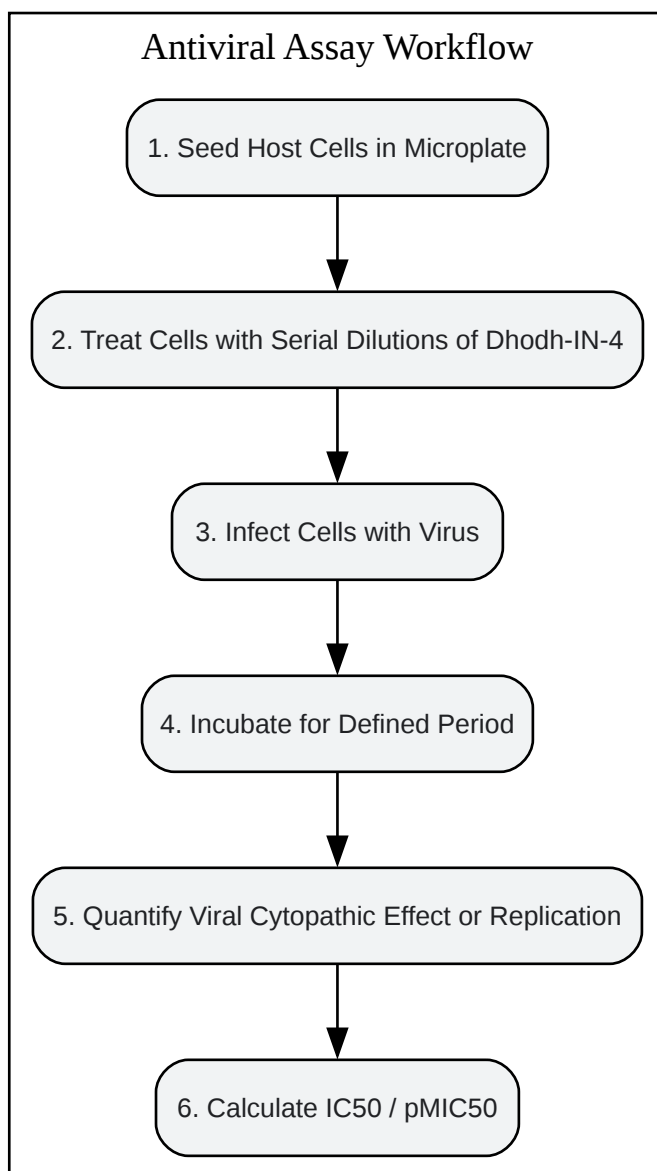 Antiviral Assay Workflow
1. Seed Host Cells in Microplate
2. Treat Cells with Serial Dilutions of Dhodh-IN-4
3. Infect Cells with Virus
4. Incubate for Defined Period
5. Quantify Viral Cytopathic Effect or Replication
6. Calculate IC50 / pMIC50